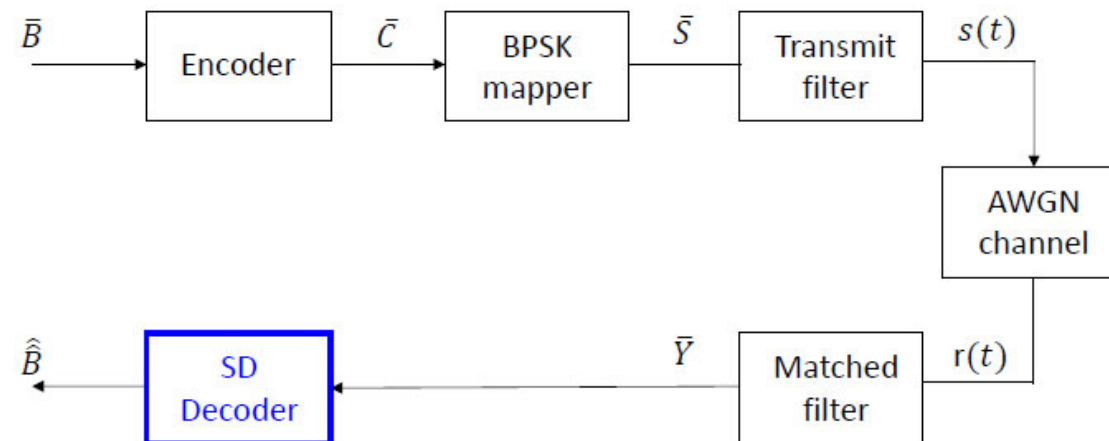 B̄
Encoder
C̄
BPSK
mapper
S̄
Transmit
filter
s(t)
AWGN
channel
r(t)
Matched
filter
Ȳ
SD
Decoder
B̂̄